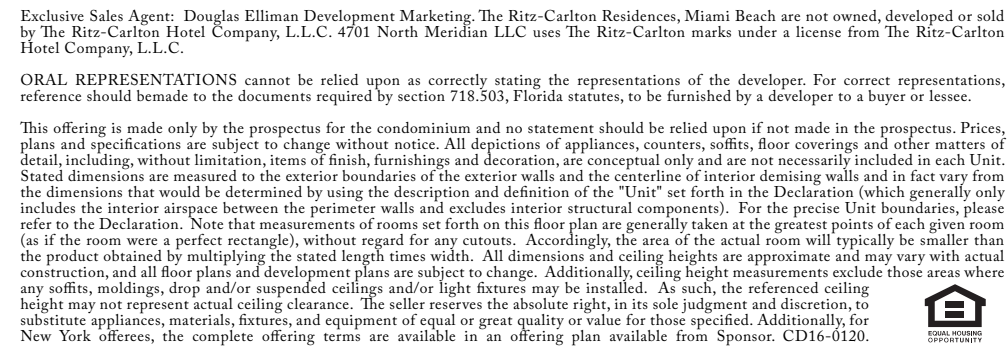 Exclusive Sales Agent: Douglas Elliman Development Marketing. The Ritz-Carlton Residences, Miami Beach are not owned, developed or sold
by The Ritz-Carlton Hotel Company, L.L.C. 4701 North Meridian LLC uses The Ritz-Carlton marks under a license from The Ritz-Carlton
Hotel Company, L.L.C.
ORAL REPRESENTATIONS cannot be relied upon as correctly stating the representations of the developer. For correct representations,
reference should bemade to the documents required by section 718.503, Florida statutes, to be furnished by a developer to a buyer or lessee.
This offering is made only by the prospectus for the condominium and no statement should be relied upon if not made in the prospectus. Prices,
plans and specifications are subject to change without notice. All depictions of appliances, counters, soffits, floor coverings and other matters of
detail, including, without limitation, items of finish, furnishings and decoration, are conceptual only and are not necessarily included in each Unit.
Stated dimensions are measured to the exterior boundaries of the exterior walls and the centerline of interior demising walls and in fact vary from
the dimensions that would be determined by using the description and definition of the "Unit" set forth in the Declaration (which generally only
includes the interior airspace between the perimeter walls and excludes interior structural components). For the precise Unit boundaries, please
refer to the Declaration. Note that measurements of rooms set forth on this floor plan are generally taken at the greatest points of each given room
(as if the room were a perfect rectangle), without regard for any cutouts. Accordingly, the area of the actual room will typically be smaller than
the product obtained by multiplying the stated length times width. All dimensions and ceiling heights are approximate and may vary with actual
construction, and all floor plans and development plans are subject to change. Additionally, ceiling height measurements exclude those areas where
any soffits, moldings, drop and/or suspended ceilings and/or light fixtures may be installed. As such, the referenced ceiling
height may not represent actual ceiling clearance. The seller reserves the absolute right, in its sole judgment and discretion, to
substitute appliances, materials, fixtures, and equipment of equal or great quality or value for those specified. Additionally, for
New York offerees, the complete offering terms are available in an offering plan available from Sponsor. CD16-0120.
EQUAL HOUSING
OPPORTUNITY